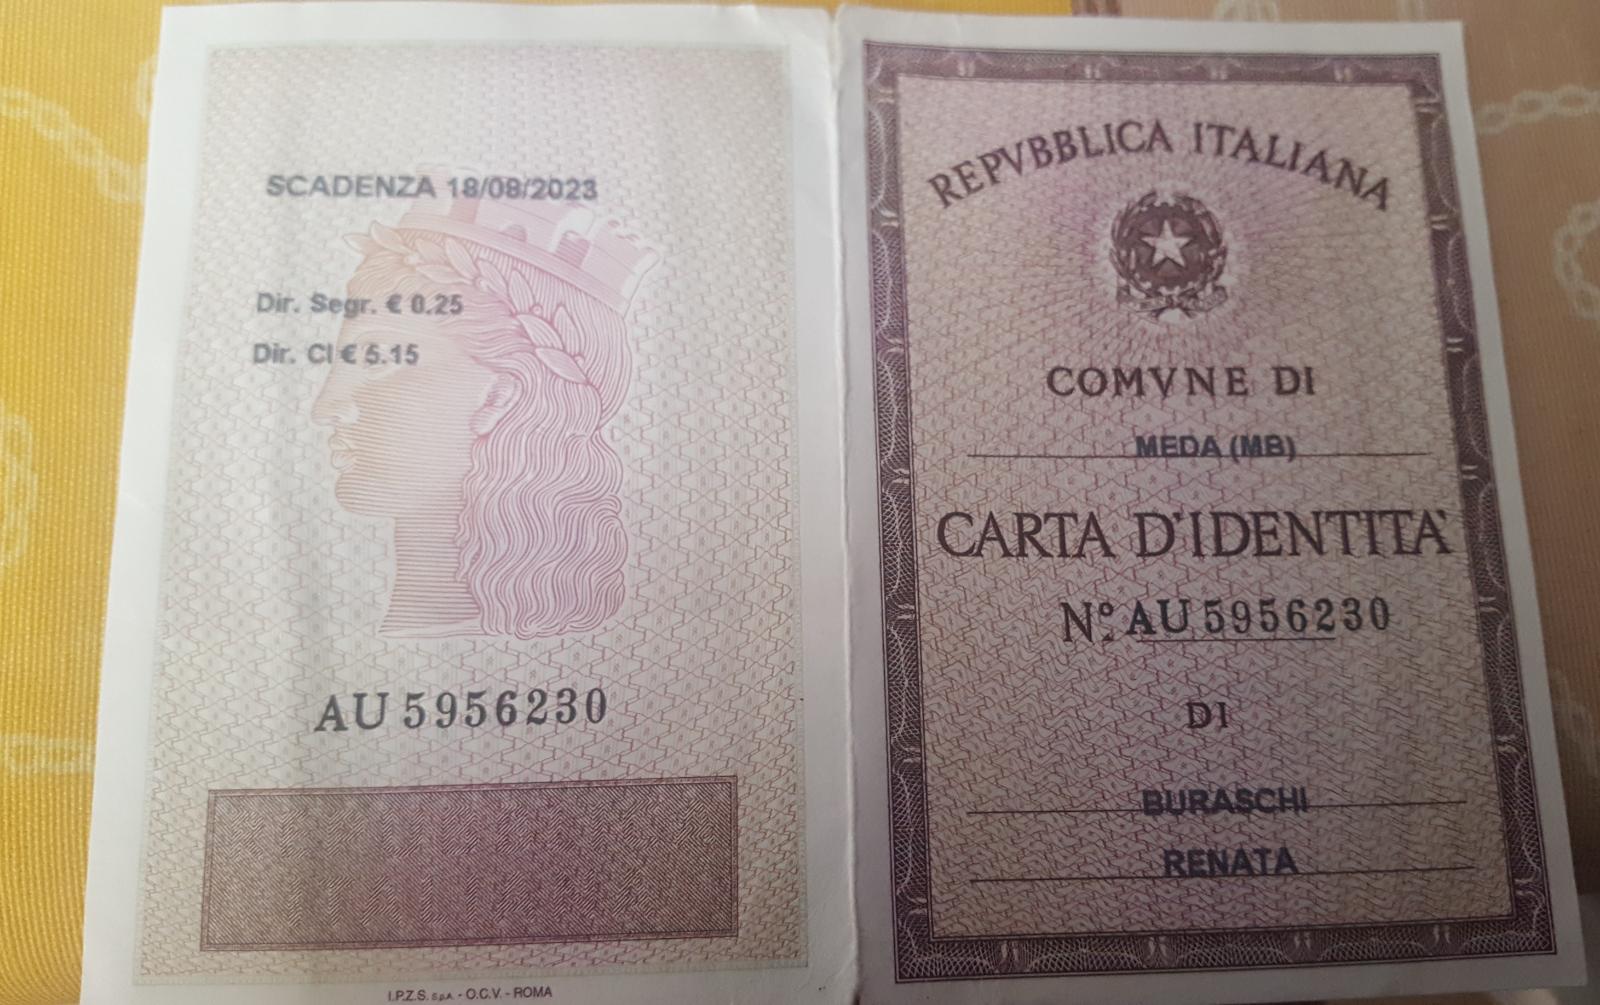 SCADENZA 18/08/2023
Dir. Segr. € 0.25
Dir. CI € 5.15
AU 5956230
I.P.Z.S. S.p.A. - O.C.V. - ROMA
REPVBBLICA ITALIANA
COMVNE DI
MEDA (MB)
CARTA D'IDENTITA'
N° AU 5956230
DI
BURASCHI
RENATA